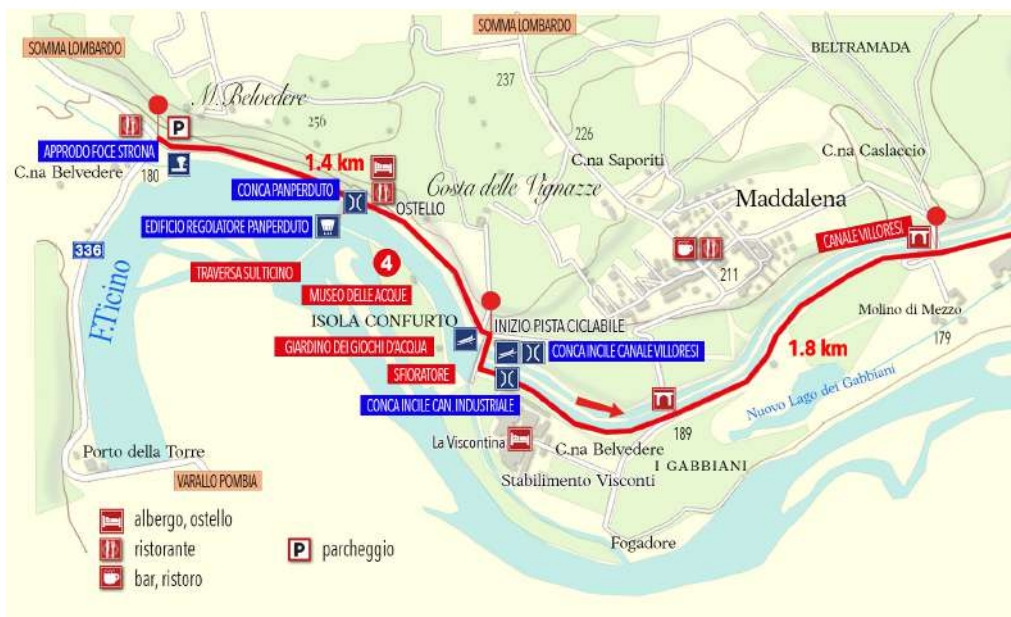 SOMMA LOMBARDO
SOMMA LOMBARDO
BELTRAMADA
237
M. Belvedere
256
P
226
APPRODO FOCE STRONA
1.4 km
C.na Saporiti
C.na Caslaccio
C.na Belvedere
180
CONCA PANPERDUTO
Costa delle Vignazze
OSTELLO
Maddalena
EDIFICIO REGOLATORE PANPERDUTO
CANALE VILLORESI
336
F. Ticino
TRAVERSA SUL TICINO
4
211
MUSEO DELLE ACQUE
Molino di Mezzo
ISOLA CONFURTO
INIZIO PISTA CICLABILE
179
GIARDINO DEI GIOCHI D'ACQUA
CONCA INCILE CANALE VILLORESI
1.8 km
SFIORATORE
Nuovo Lago dei Gabbiani
CONCA INCILE CAN. INDUSTRIALE
189
La Viscontina
C.na Belvedere
I GABBIANI
Porto della Torre
Stabilimento Visconti
VARALLO POMBIA
Fogadore
albergo, ostello
ristorante
P parcheggio
bar, ristoro